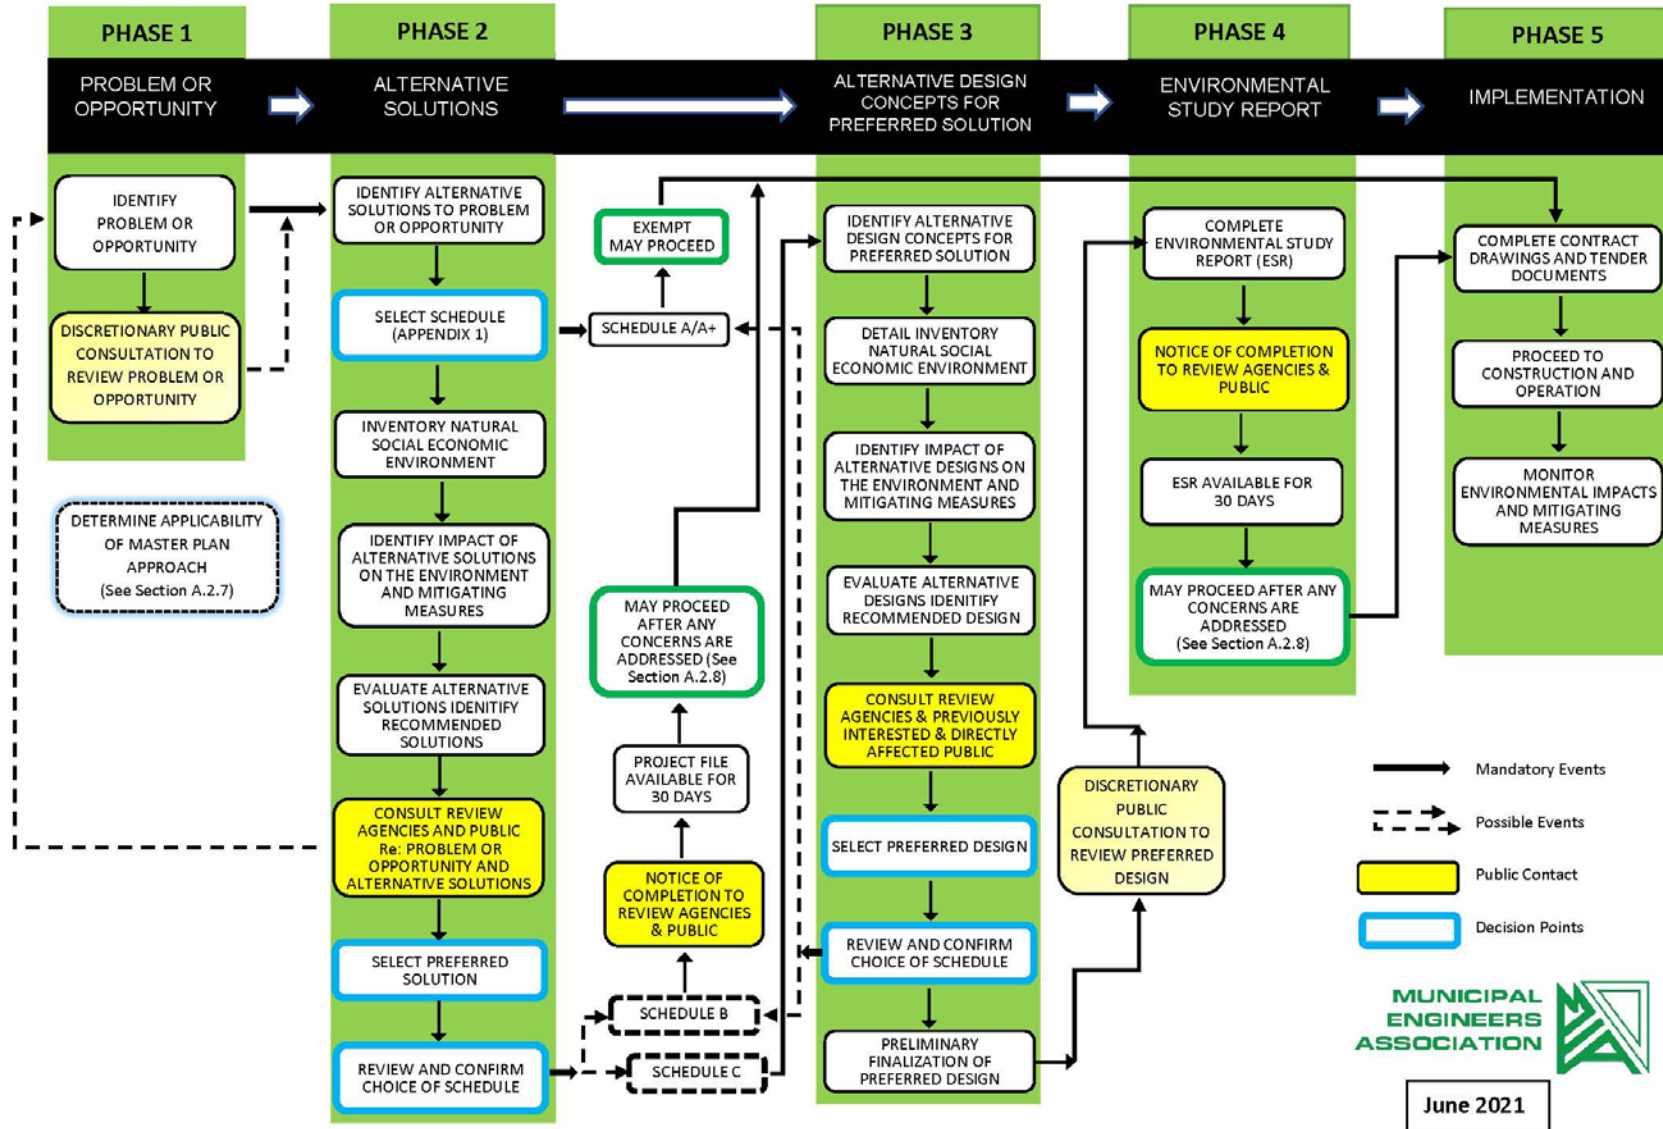 PHASE 1
PROBLEM OR
OPPORTUNITY
IDENTIFY
PROBLEM OR
OPPORTUNITY
DISCRETIONARY PUBLIC
CONSULTATION TO
REVIEW PROBLEM OR
OPPORTUNITY
DETERMINE APPLICABILITY
OF MASTER PLAN
APPROACH
(See Section A.2.7)
PHASE 2
ALTERNATIVE
SOLUTIONS
IDENTIFY ALTERNATIVE
SOLUTIONS TO PROBLEM
OR OPPORTUNITY
SELECT SCHEDULE
(APPENDIX 1)
INVENTORY NATURAL
SOCIAL ECONOMIC
ENVIRONMENT
IDENTIFY IMPACT OF
ALTERNATIVE SOLUTIONS
ON THE ENVIRONMENT
AND MITIGATING
MEASURES
EVALUATE ALTERNATIVE
SOLUTIONS IDENITIFY
RECOMMENDED
SOLUTIONS
CONSULT REVIEW
AGENCIES AND PUBLIC
Re: PROBLEM OR
OPPORTUNITY AND
ALTERNATIVE SOLUTIONS
SELECT PREFERRED
SOLUTION
REVIEW AND CONFIRM
CHOICE OF SCHEDULE
EXEMPT
MAY PROCEED
SCHEDULE A/A+
MAY PROCEED
AFTER ANY
CONCERNS ARE
ADDRESSED (See
Section A.2.8)
PROJECT FILE
AVAILABLE FOR
30 DAYS
NOTICE OF
COMPLETION TO
REVIEW AGENCIES
& PUBLIC
SCHEDULE B
SCHEDULE C
PHASE 3
ALTERNATIVE DESIGN
CONCEPTS FOR
PREFERRED SOLUTION
IDENTIFY ALTERNATIVE
DESIGN CONCEPTS FOR
PREFERRED SOLUTION
DETAIL INVENTORY
NATURAL SOCIAL
ECONOMIC ENVIRONMENT
IDENTIFY IMPACT OF
ALTERNATIVE DESIGNS ON
THE ENVIRONMENT AND
MITIGATING MEASURES
EVALUATE ALTERNATIVE
DESIGNS IDENITIFY
RECOMMENDED DESIGN
CONSULT REVIEW
AGENCIES & PREVIOUSLY
INTERESTED & DIRECTLY
AFFECTED PUBLIC
SELECT PREFERRED DESIGN
REVIEW AND CONFIRM
CHOICE OF SCHEDULE
PRELIMINARY
FINALIZATION OF
PREFERRED DESIGN
DISCRETIONARY
PUBLIC
CONSULTATION TO
REVIEW PREFERRED
DESIGN
PHASE 4
ENVIRONMENTAL
STUDY REPORT
COMPLETE
ENVIRONMENTAL STUDY
REPORT (ESR)
NOTICE OF COMPLETION
TO REVIEW AGENCIES &
PUBLIC
ESR AVAILABLE FOR
30 DAYS
MAY PROCEED AFTER ANY
CONCERNS ARE
ADDRESSED
(See Section A.2.8)
PHASE 5
IMPLEMENTATION
COMPLETE CONTRACT
DRAWINGS AND TENDER
DOCUMENTS
PROCEED TO
CONSTRUCTION AND
OPERATION
MONITOR
ENVIRONMENTAL IMPACTS
AND MITIGATING
MEASURES
Mandatory Events
Possible Events
Public Contact
Decision Points
MUNICIPAL
ENGINEERS
ASSOCIATION
MEA
June 2021